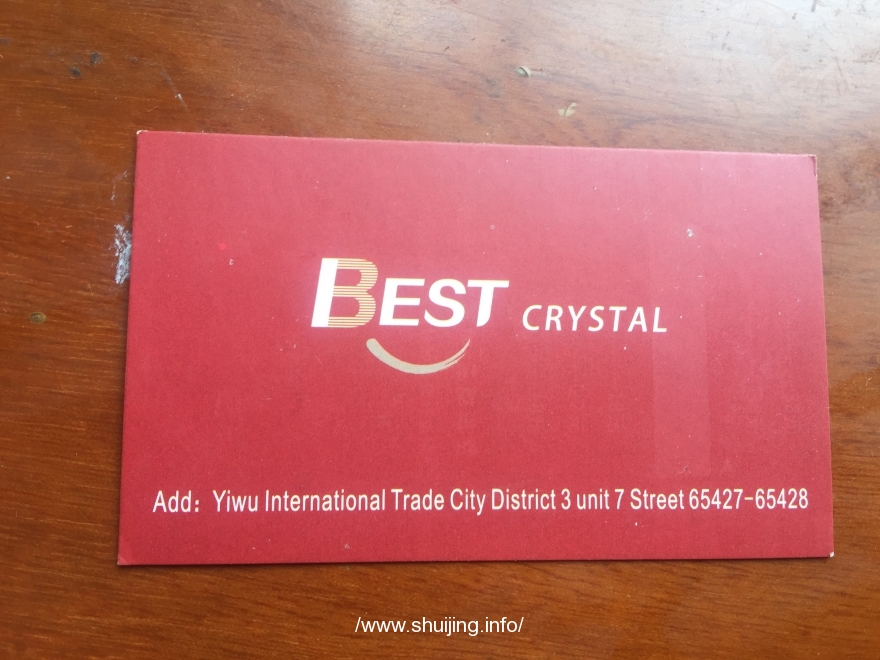 BEST CRYSTAL
Add: Yiwu International Trade City District 3 unit 7 Street 65427-65428
/www.shuijing.info/